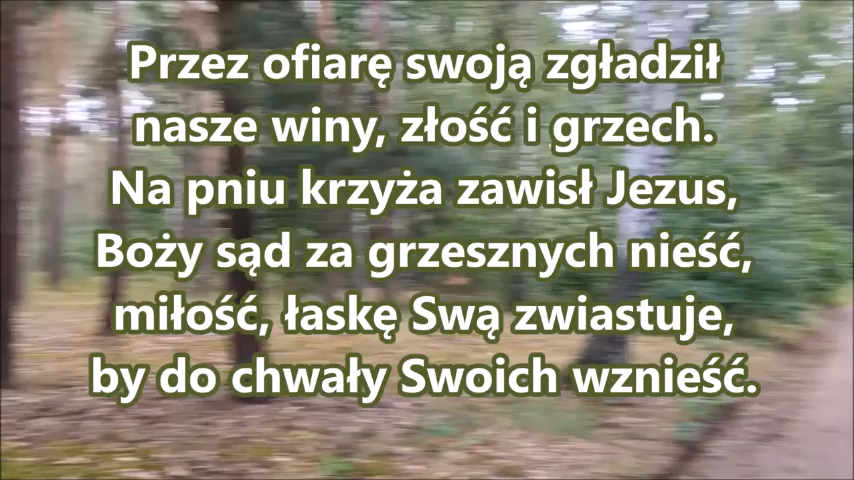 Przez ofiarę swoją zgładził
nasze winy, złość i grzech.
Na pniu krzyża zawisł Jezus,
Boży sąd za grzesznych nieść,
miłość, łaskę Swą zwiastuje,
by do chwały Swoich wznieść.